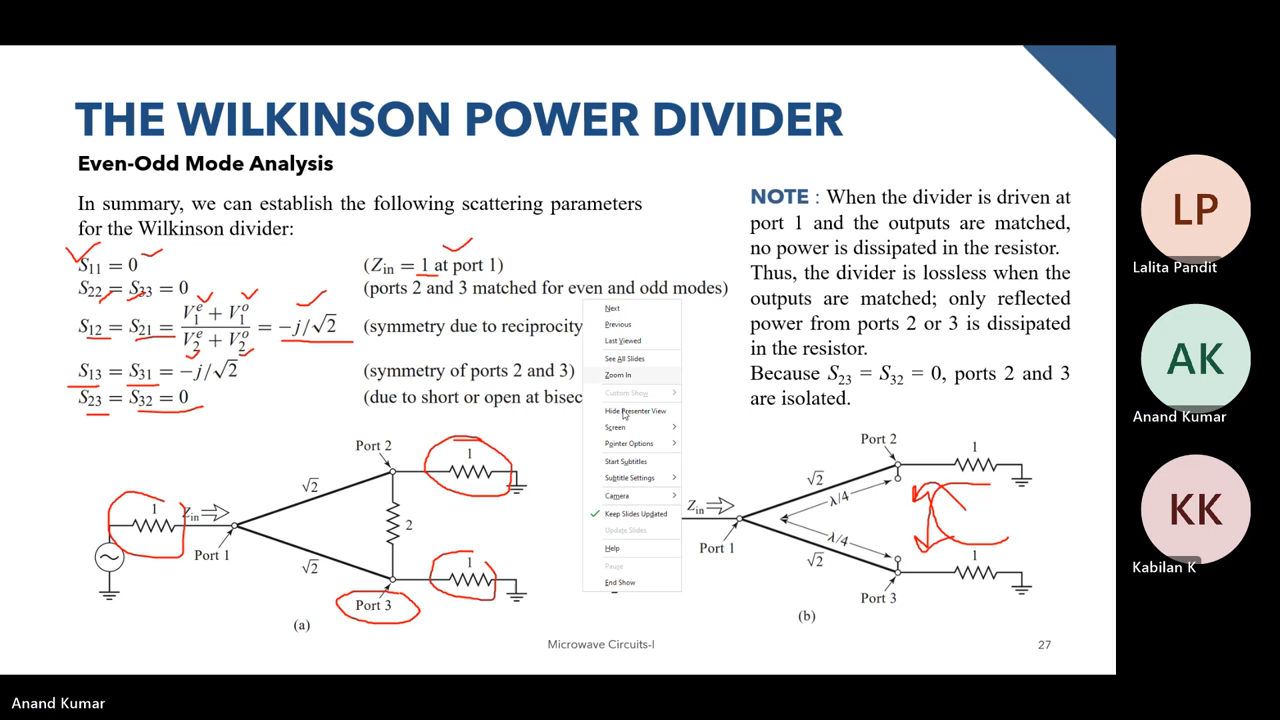 THE WILKINSON POWER DIVIDER
Even-Odd Mode Analysis
In summary, we can establish the following scattering parameters
for the Wilkinson divider:
S11 = 0 (Zin = 1 at port 1)
S22 = S33 = 0 (ports 2 and 3 matched for even and odd modes)
S12 = S21 = V1^e + V1^o / V2^e + V2^o = −j/√2 (symmetry due to reciprocity
S13 = S31 = −j/√2 (symmetry of ports 2 and 3)
S23 = S32 = 0 (due to short or open at bisec
NOTE : When the divider is driven at
port 1 and the outputs are matched,
no power is dissipated in the resistor.
Thus, the divider is lossless when the
outputs are matched; only reflected
power from ports 2 or 3 is dissipated
in the resistor.
Because S23 = S32 = 0, ports 2 and 3
are isolated.
Next
Previous
Last Viewed
See All Slides
Zoom In
Custom Show
Hide Presenter View
Screen
Pointer Options
Start Subtitles
Subtitle Settings
Camera
Keep Slides Updated
Update Slides
Help
Pause
End Show
Port 2
1
√2
1
Zin
2
Port 1
√2
1
Port 3
(a)
Port 2
1
√2
λ/4
Zin
Port 1
λ/4
√2
1
Port 3
(b)
Microwave Circuits-I
27
LP
Lalita Pandit
AK
Anand Kumar
KK
Kabilan K
Anand Kumar